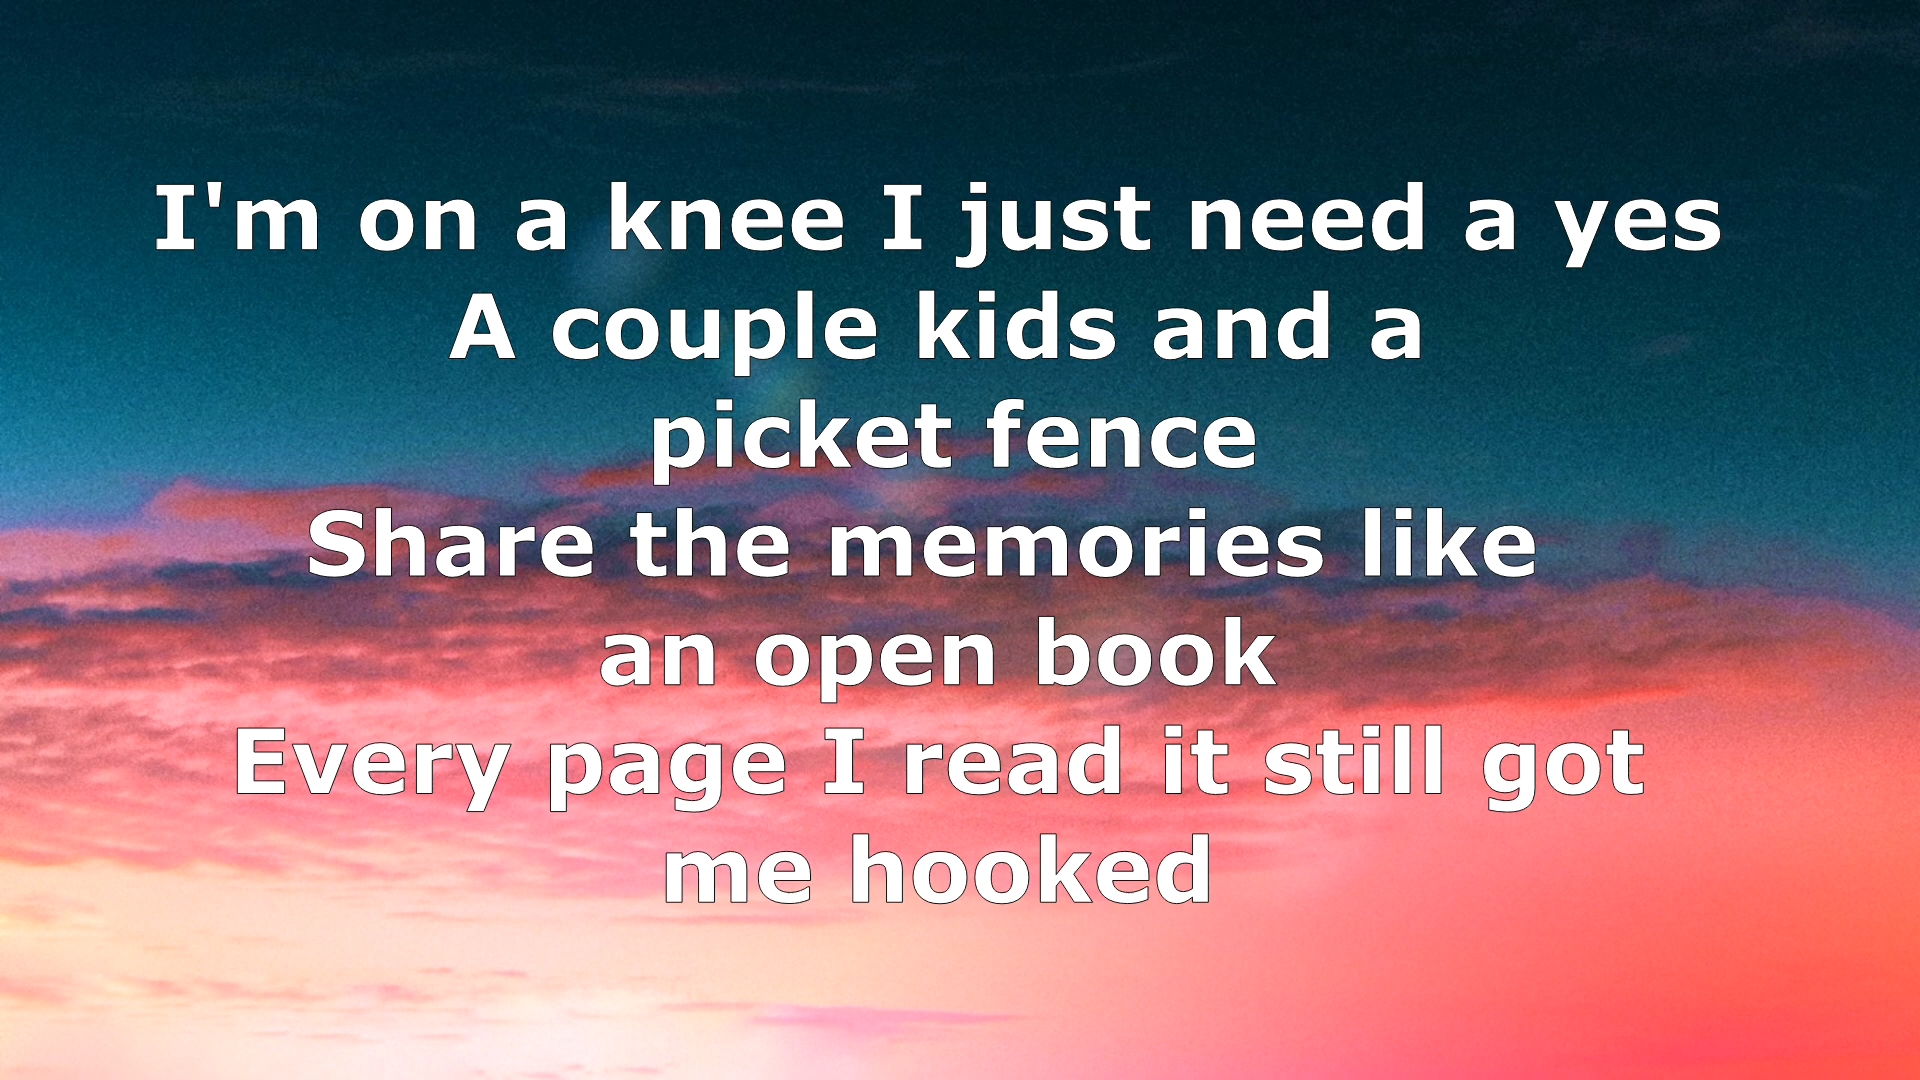 I'm on a knee I just need a yes
A couple kids and a
picket fence
Share the memories like
an open book
Every page I read it still got
me hooked